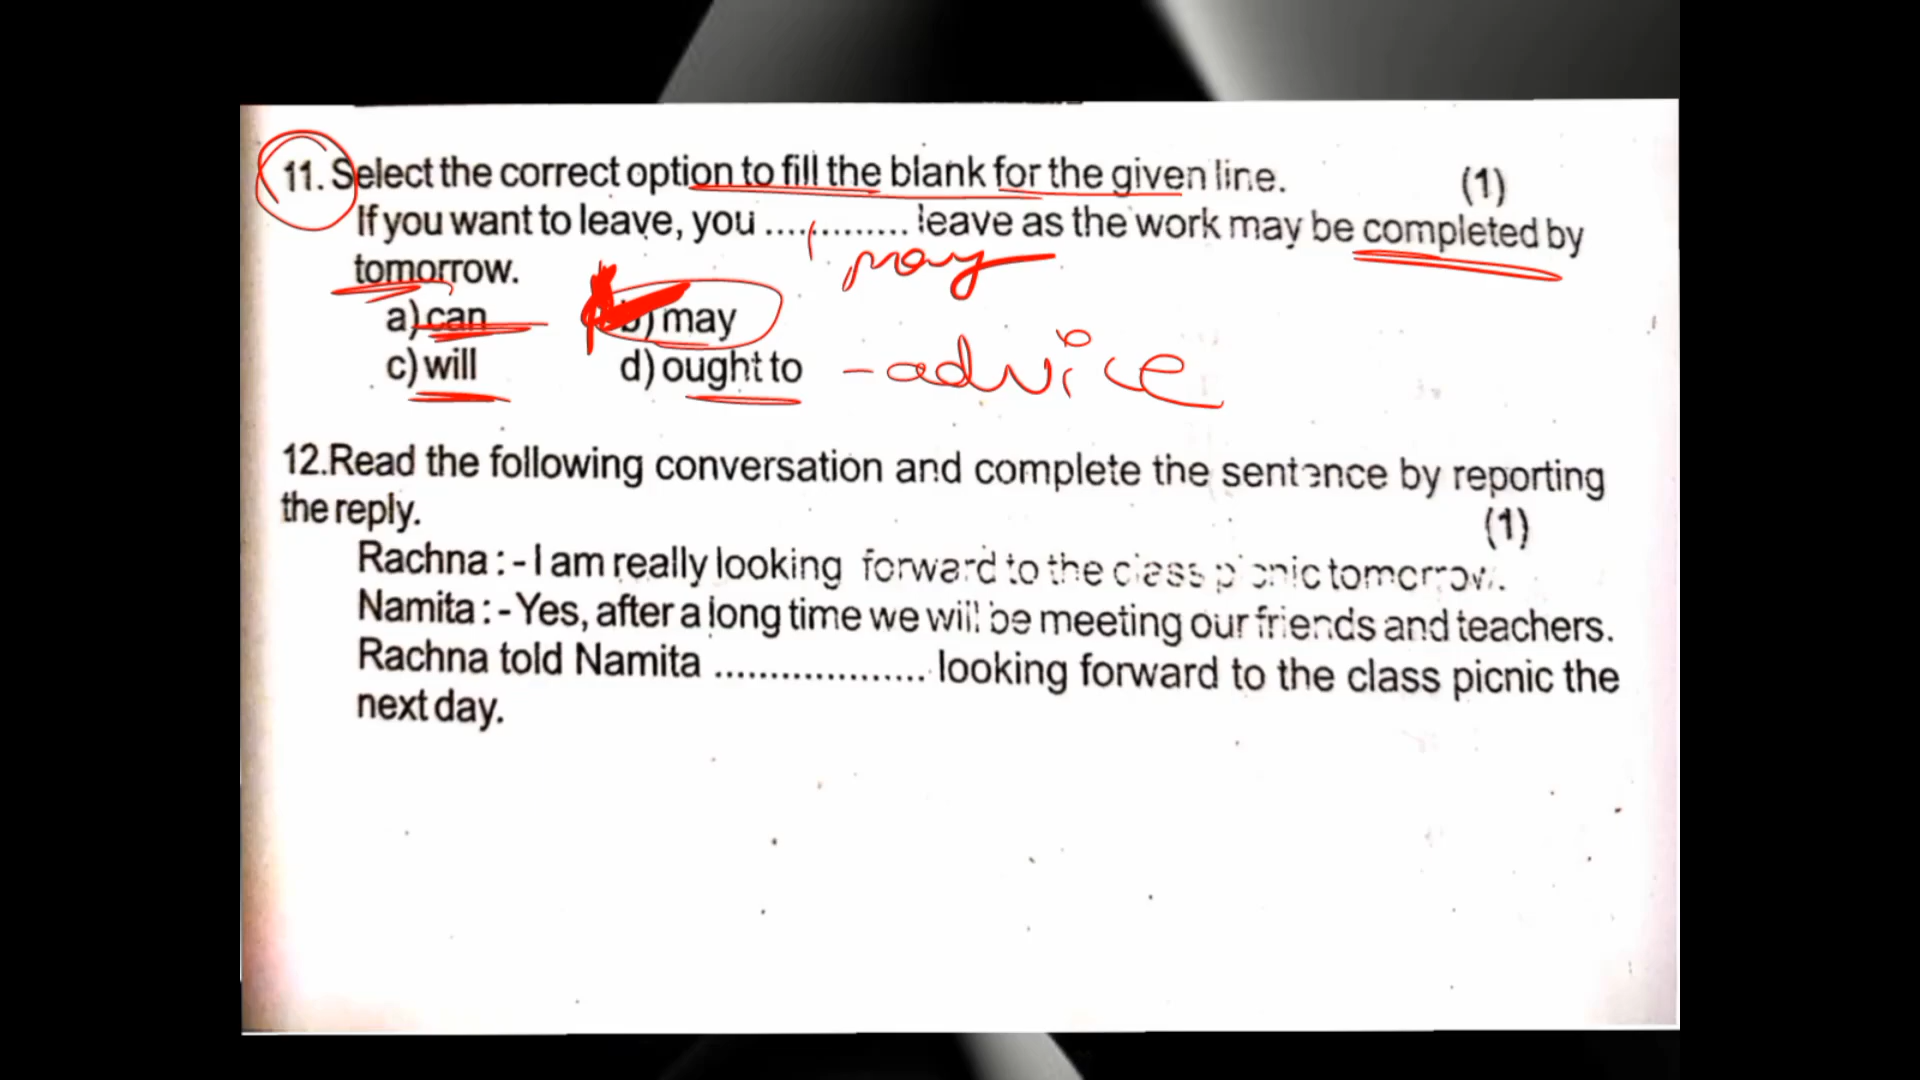 11. Select the correct option to fill the blank for the given line. (1)
If you want to leave, you ............. leave as the work may be completed by
may
tomorrow.
a) can b) may
c) will d) ought to - advice
12.Read the following conversation and complete the sentence by reporting
the reply. (1)
Rachna : - I am really looking forward to the class picnic tomorrow.
Namita : - Yes, after a long time we will be meeting our friends and teachers.
Rachna told Namita ................... looking forward to the class picnic the
next day.